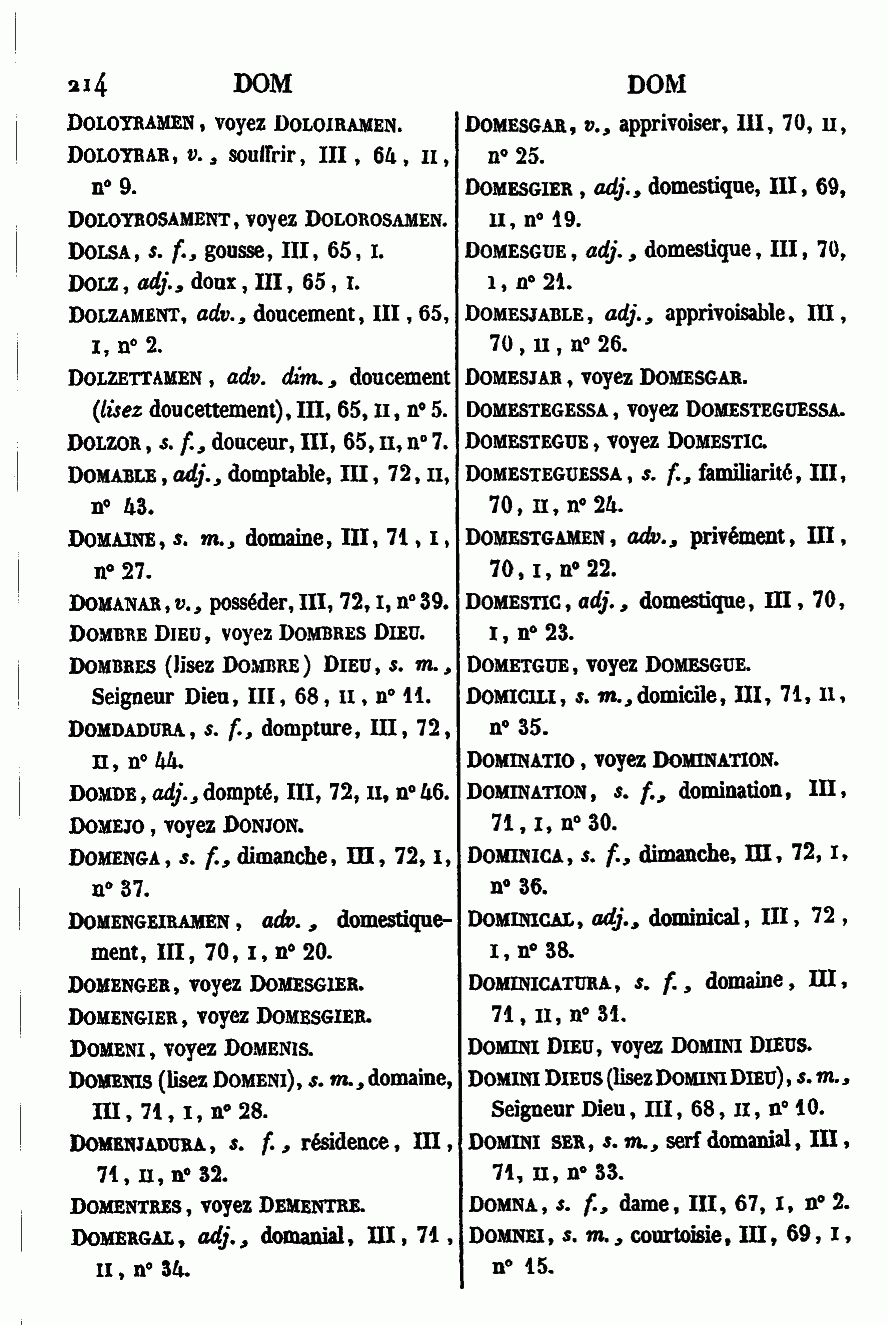 214 DOM DOM
DOLOYRAMEN, voyez DOLOIRAMEN.
DOLOYRAR, v., souffrir, III, 64, II,
n° 9.
DOLOYROSAMENT, voyez DOLOROSAMEN.
DOLSA, s. f., gousse, III, 65, I.
DOLZ, adj., doux, III, 65, I.
DOLZAMENT, adv., doucement, III, 65,
I, n° 2.
DOLZETTAMEN, adv. dim., doucement
(lisez doucettement), III, 65, II, n° 5.
DOLZOR, s. f., douceur, III, 65, II, n° 7.
DOMABLE, adj., domptable, III, 72, II,
n° 43.
DOMAINE, s. m., domaine, III, 71, I,
n° 27.
DOMANAR, v., posséder, III, 72, I, n° 39.
DOMBRE DIEU, voyez DOMBRES DIEU.
DOMBRES (lisez DOMBRE) DIEU, s. m.,
Seigneur Dieu, III, 68, II, n° 11.
DOMDADURA, s. f., dompture, III, 72,
II, n° 44.
DOMDE, adj., dompté, III, 72, II, n° 46.
DOMEJO, voyez DONJON.
DOMENGA, s. f., dimanche, III, 72, I,
n° 37.
DOMENGEIRAMEN, adv., domestique-
ment, III, 70, I, n° 20.
DOMENGER, voyez DOMESGIER.
DOMENGIER, voyez DOMESGIER.
DOMENI, voyez DOMENIS.
DOMENIS (lisez DOMENI), s. m., domaine,
III, 71, I, n° 28.
DOMENJADURA, s. f., résidence, III,
71, II, n° 32.
DOMENTRES, voyez DEMENTRE.
DOMERGAL, adj., domanial, III, 71,
II, n° 34.
DOMESGAR, v., apprivoiser, III, 70, II,
n° 25.
DOMESGIER, adj., domestique, III, 69,
II, n° 19.
DOMESGUE, adj., domestique, III, 70,
I, n° 21.
DOMESJABLE, adj., apprivoisable, III,
70, II, n° 26.
DOMESJAR, voyez DOMESGAR.
DOMESTEGESSA, voyez DOMESTEGUESSA.
DOMESTEGUE, voyez DOMESTIC.
DOMESTEGUESSA, s. f., familiarité, III,
70, II, n° 24.
DOMESTGAMEN, adv., privément, III,
70, I, n° 22.
DOMESTIC, adj., domestique, III, 70,
I, n° 23.
DOMETGUE, voyez DOMESGUE.
DOMICILI, s. m., domicile, III, 71, II,
n° 35.
DOMINATIO, voyez DOMINATION.
DOMINATION, s. f., domination, III,
71, I, n° 30.
DOMINICA, s. f., dimanche, III, 72, I,
n° 36.
DOMINICAL, adj., dominical, III, 72,
I, n° 38.
DOMINICATURA, s. f., domaine, III,
71, II, n° 31.
DOMINI DIEU, voyez DOMINI DIEUS.
DOMINI DIEUS (lisez DOMINI DIEU), s. m.,
Seigneur Dieu, III, 68, II, n° 10.
DOMINI SER, s. m., serf domanial, III,
71, II, n° 33.
DOMNA, s. f., dame, III, 67, I, n° 2.
DOMNEI, s. m., courtoisie, III, 69, I,
n° 15.